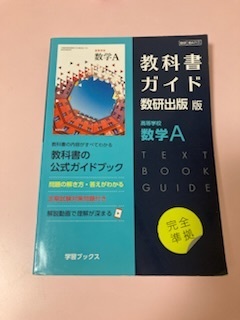 数学A
教科書の内容がすべてわかる
教科書の
公式ガイドブック
問題の解き方・答えがわかる
解説動画で理解が深まる
学習ブックス
教科書
ガイド
数研出版 版
高等学校
数学A
TEXT
BOOK
GUIDE
完全
準拠